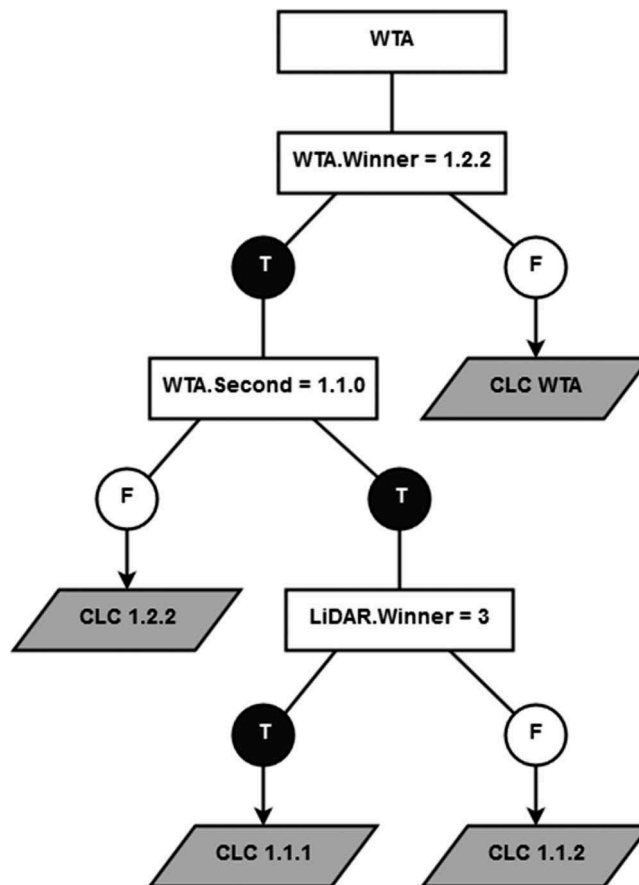 WTA
WTA.Winner = 1.2.2
T
F
WTA.Second = 1.1.0
CLC WTA
F
T
CLC 1.2.2
LiDAR.Winner = 3
T
F
CLC 1.1.1
CLC 1.1.2